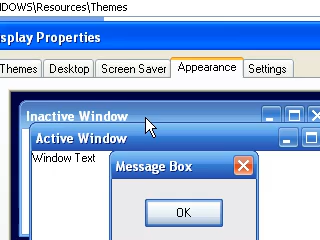 NDOWS\Resources\Themes
splay Properties
Themes Desktop Screen Saver Appearance Settings
Inactive Window
Active Window
Window Text
Message Box
OK